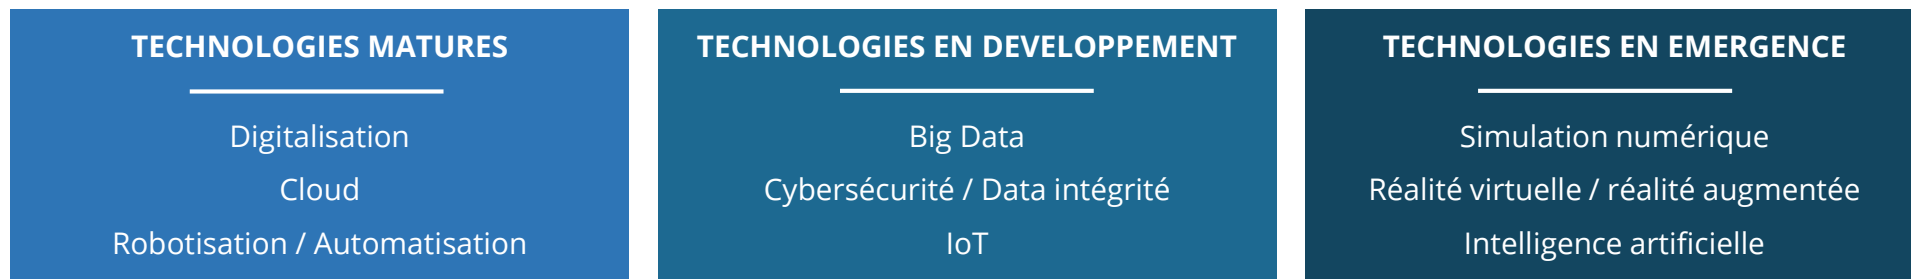 TECHNOLOGIES MATURES
Digitalisation
Cloud
Robotisation / Automatisation
TECHNOLOGIES EN DEVELOPPEMENT
Big Data
Cybersécurité / Data intégrité
IoT
TECHNOLOGIES EN EMERGENCE
Simulation numérique
Réalité virtuelle / réalité augmentée
Intelligence artificielle